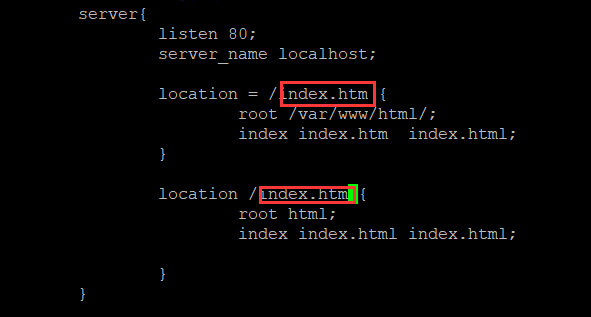 server{
listen 80;
server_name localhost;
location = /index.htm {
root /var/www/html/;
index index.htm  index.html;
}
location /index.htm {
root html;
index index.html index.html;
}
}